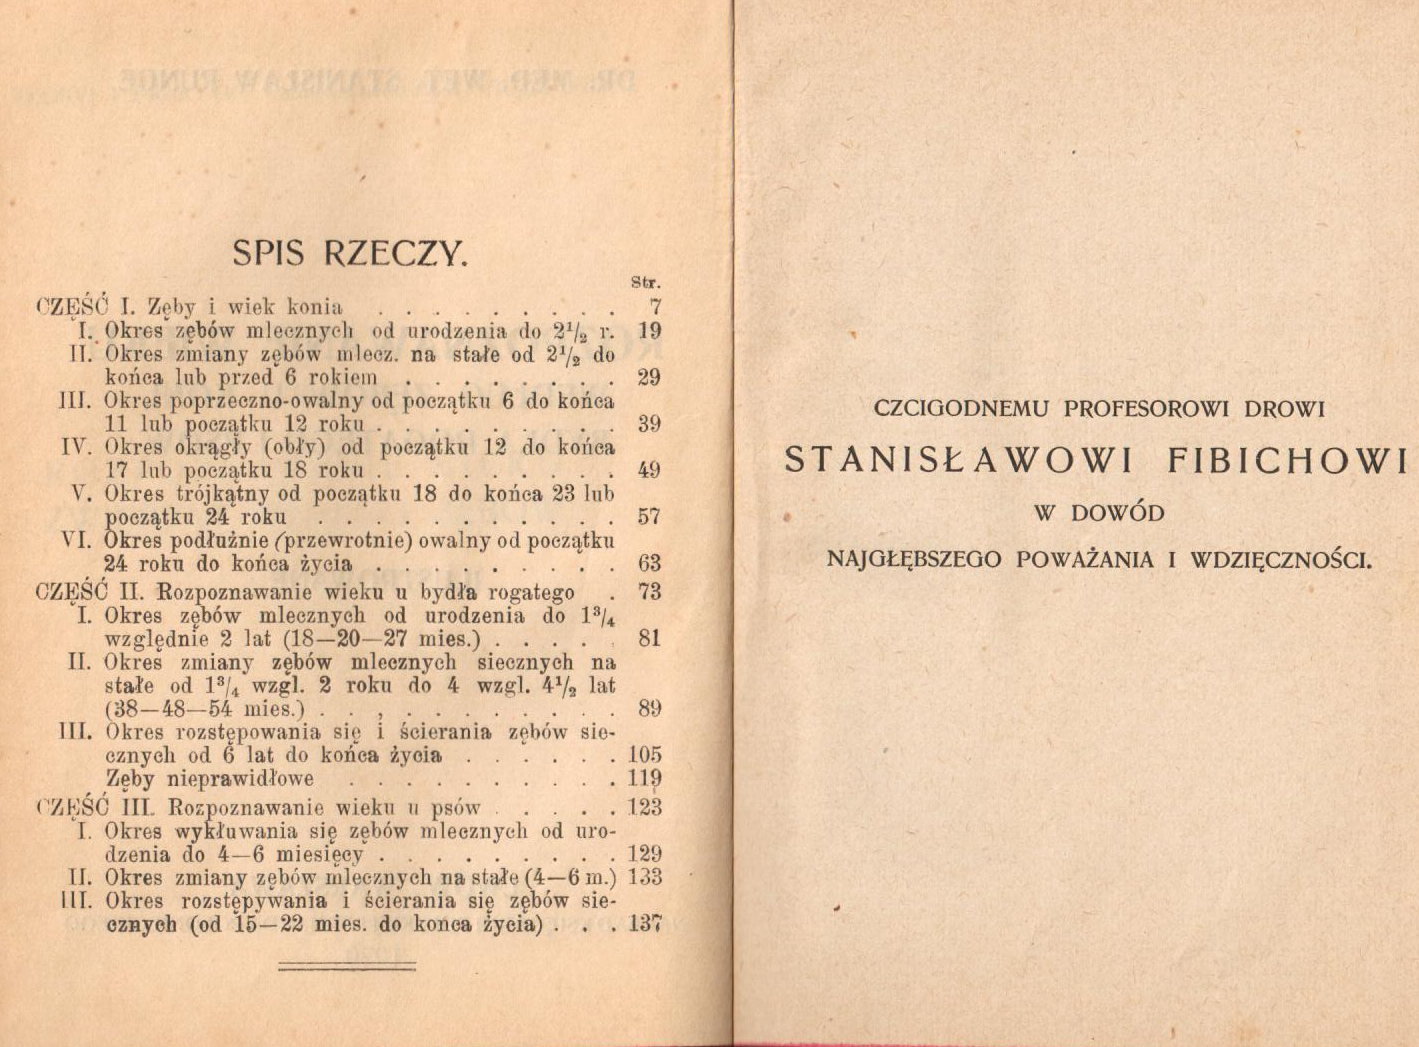 SPIS RZECZY.
Str.
CZĘŚĆ I. Zęby i wiek konia . . . . . . . . . 7
I. Okres zębów mlecznych od urodzenia do 2½ r. 19
II. Okres zmiany zębów mlecz. na stałe od 2½ do
końca lub przed 6 rokiem . . . . . . . . 29
III. Okres poprzeczno-owalny od początku 6 do końca
11 lub początku 12 roku . . . . . . . . . 39
IV. Okres okrągły (obły) od początku 12 do końca
17 lub początku 18 roku . . . . . . . . . 49
V. Okres trójkątny od początku 18 do końca 23 lub
początku 24 roku . . . . . . . . . . . 57
VI. Okres podłużnie (przewrotnie) owalny od początku
24 roku do końca życia . . . . . . . . . 63
CZĘŚĆ II. Rozpoznawanie wieku u bydła rogatego . 73
I. Okres zębów mlecznych od urodzenia do 1¾
względnie 2 lat (18—20—27 mies.) . . . . . 81
II. Okres zmiany zębów mlecznych siecznych na
stałe od 1¾ wzgl. 2 roku do 4 wzgl. 4½ lat
(38—48—54 mies.) . . , . . . . . . . . 89
III. Okres rozstępowania się i ścierania zębów sie-
cznych od 6 lat do końca życia . . . . . . 105
Zęby nieprawidłowe . . . . . . . . . . 119
CZĘŚĆ III. Rozpoznawanie wieku u psów . . . . . 123
I. Okres wykłuwania się zębów mlecznych od uro-
dzenia do 4—6 miesięcy . . . . . . . . . 129
II. Okres zmiany zębów mlecznych na stałe (4—6 m.) 133
III. Okres rozstępywania i ścierania się zębów sie-
cznych (od 15—22 mies. do konca życia) . . . 137
CZCIGODNEMU PROFESOROWI DROWI
STANISŁAWOWI FIBICHOWI
W DOWÓD
NAJGŁĘBSZEGO POWAŻANIA I WDZIĘCZNOŚCI.